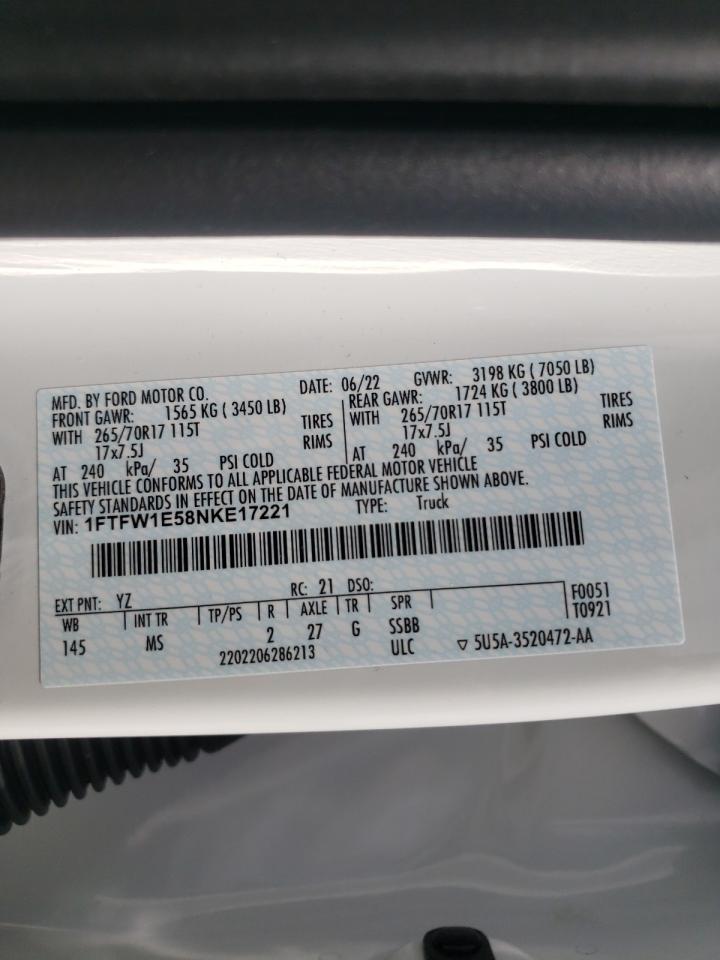 MFD. BY FORD MOTOR CO. DATE: 06/22 GVWR: 3198 KG ( 7050 LB)
FRONT GAWR: 1565 KG ( 3450 LB) REAR GAWR: 1724 KG ( 3800 LB)
WITH 265/70R17 115T TIRES WITH 265/70R17 115T TIRES
17x7.5J RIMS 17x7.5J RIMS
AT 240 kPa/ 35 PSI COLD AT 240 kPa/ 35 PSI COLD
THIS VEHICLE CONFORMS TO ALL APPLICABLE FEDERAL MOTOR VEHICLE
SAFETY STANDARDS IN EFFECT ON THE DATE OF MANUFACTURE SHOWN ABOVE.
VIN: 1FTFW1E58NKE17221 TYPE: Truck
EXT PNT: YZ RC: 21 DSO: F0051
WB INT TR TP/PS R AXLE TR SPR T0921
145 MS 2 27 G SSBB
2202206286213 ULC ▽ 5U5A-3520472-AA